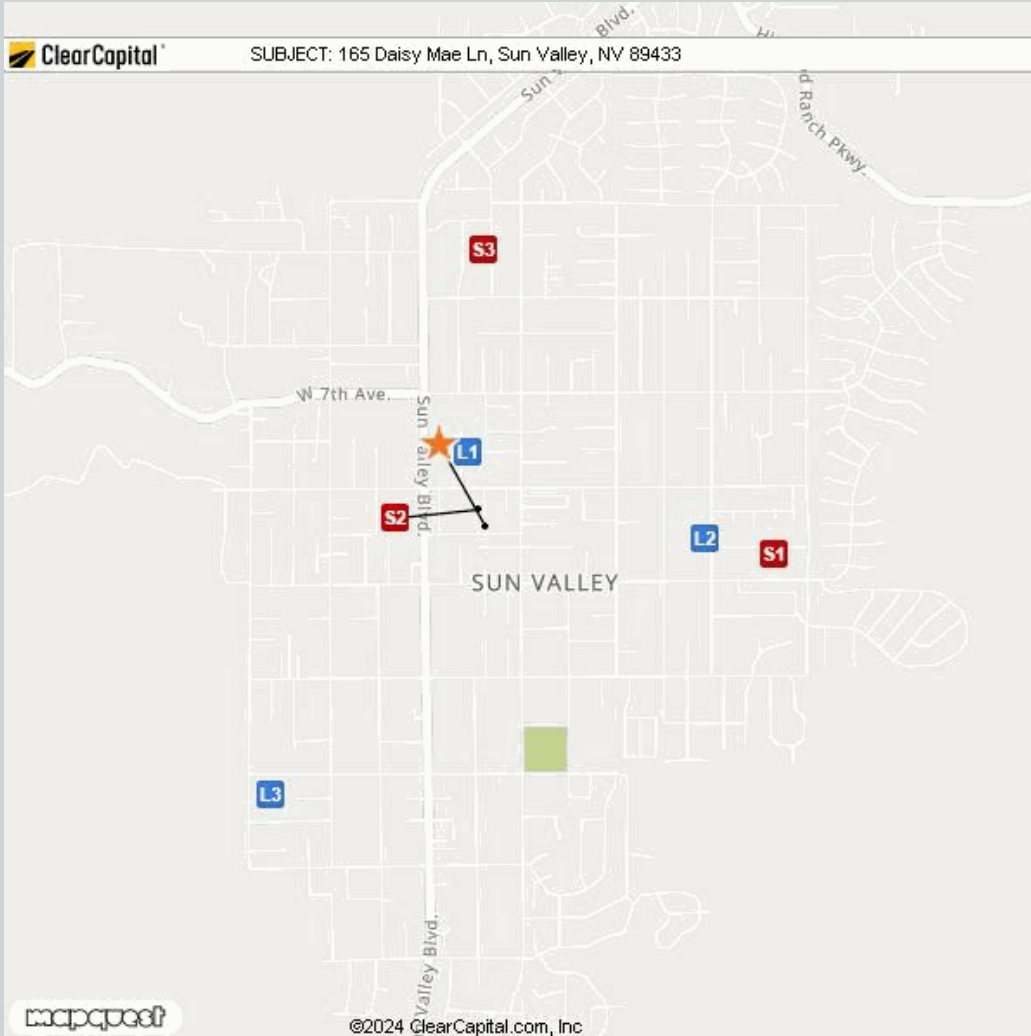 Blvd.
ClearCapital
SUBJECT: 165 Daisy Mae Ln, Sun Valley, NV 89433
Sun
Ranch Pkwy.
S3
W 7th Ave.
Sun Valley Blvd.
L1
S2
L2
S1
SUN VALLEY
L3
Valley Blvd.
mapquest
©2024 ClearCapital.com, Inc